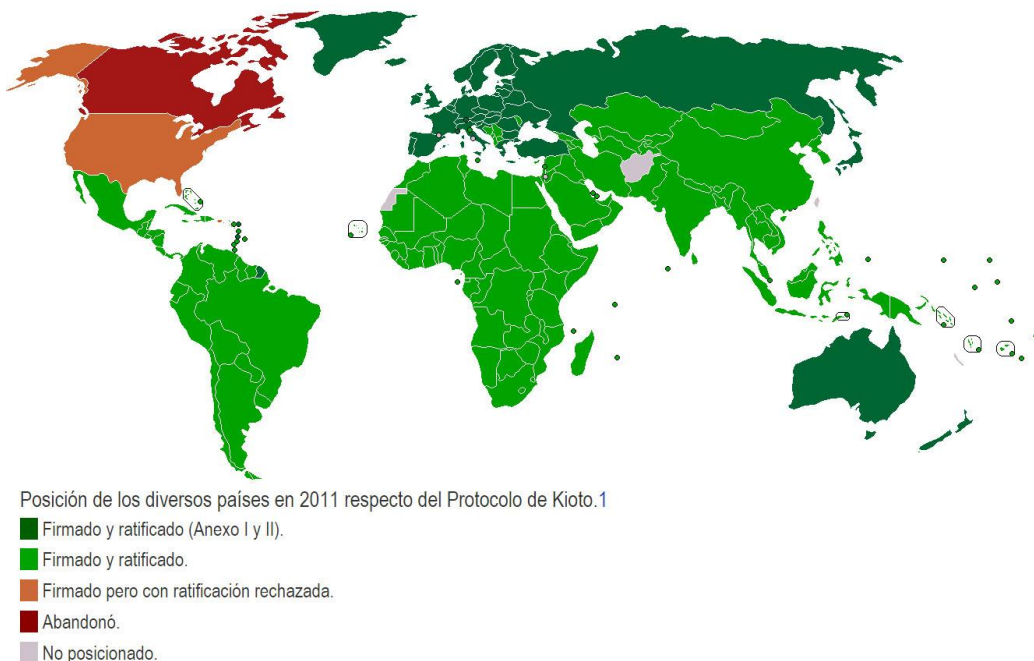 Posición de los diversos países en 2011 respecto del Protocolo de Kioto.1
Firmado y ratificado (Anexo I y II).
Firmado y ratificado.
Firmado pero con ratificación rechazada.
Abandonó.
No posicionado.